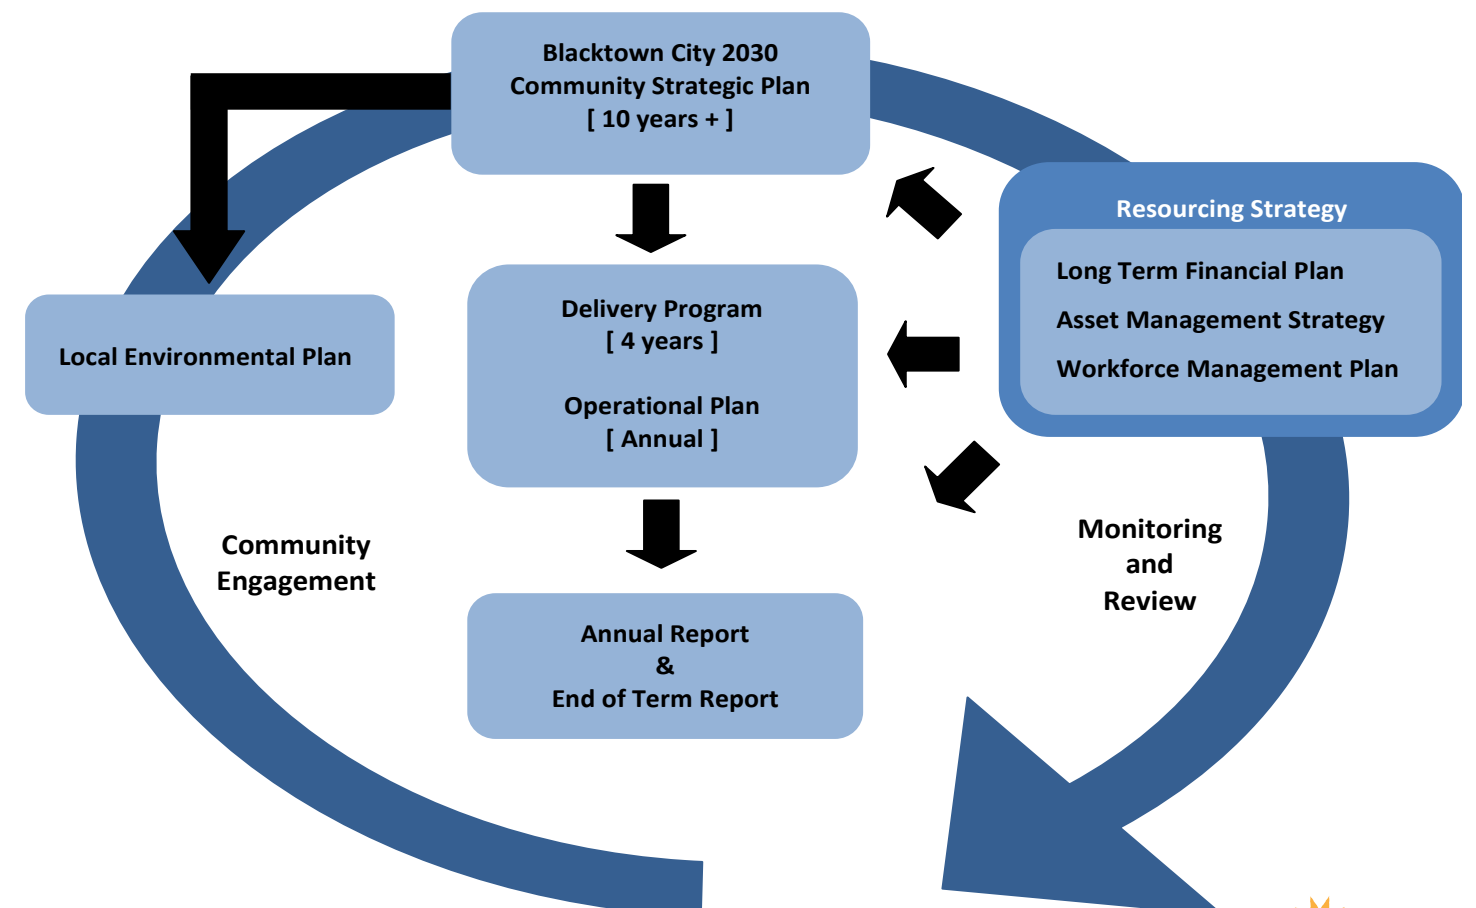 Blacktown City 2030
Community Strategic Plan
[ 10 years + ]
Resourcing Strategy
Long Term Financial Plan
Asset Management Strategy
Workforce Management Plan
Delivery Program
[ 4 years ]
Operational Plan
[ Annual ]
Local Environmental Plan
Community
Engagement
Monitoring
and
Review
Annual Report
&
End of Term Report